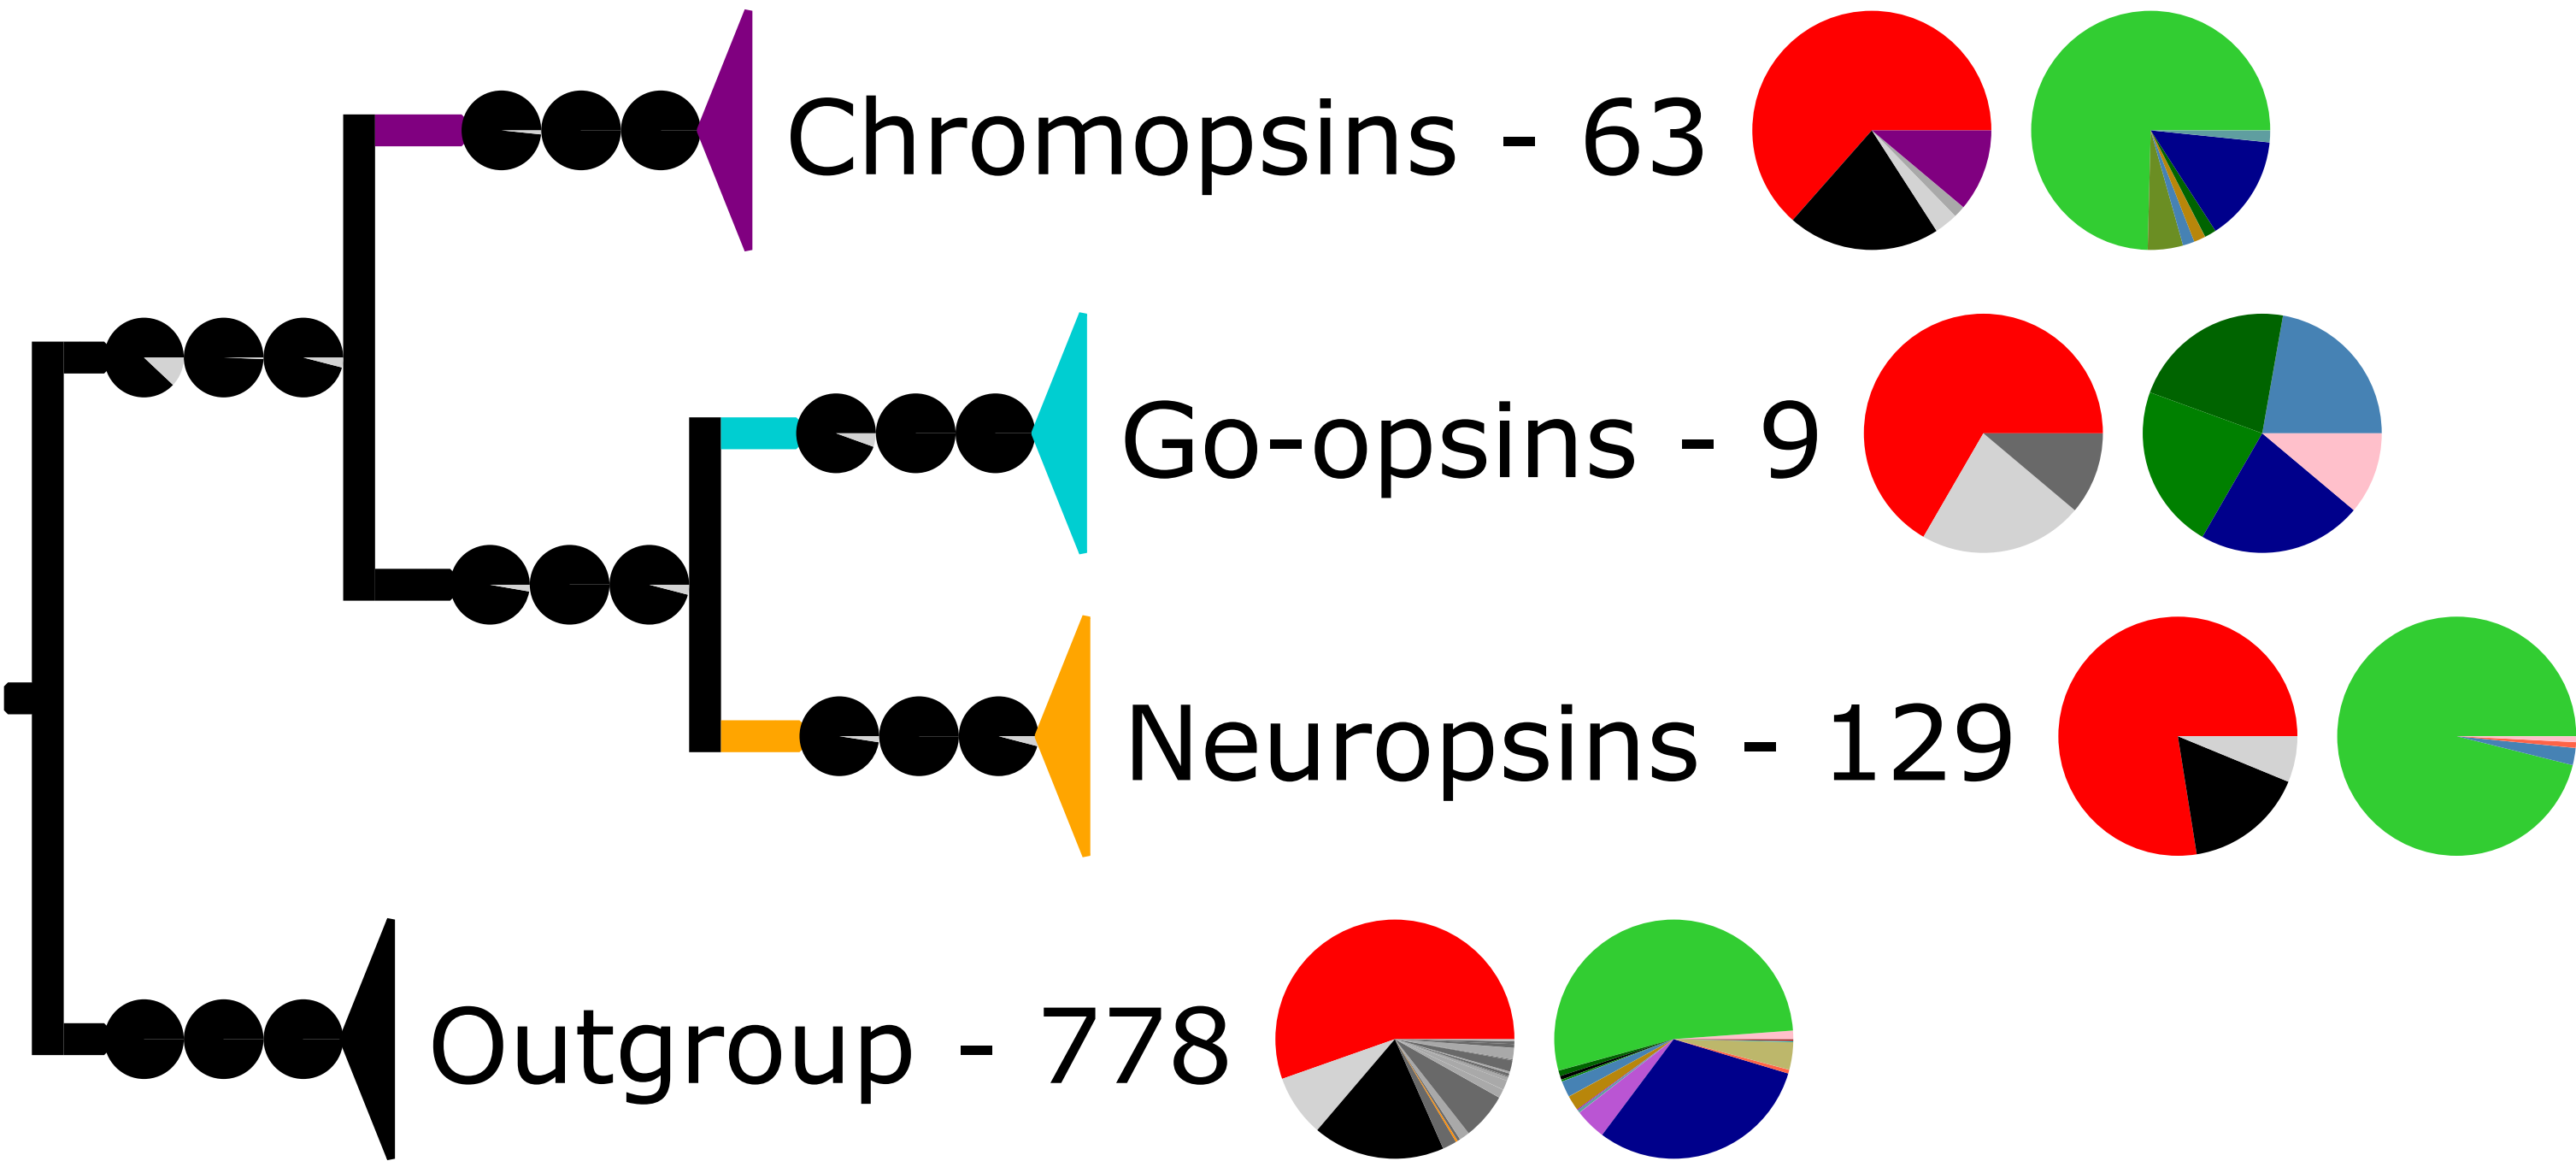 Chromopsins - 63
Go-opsins - 9
Neuropsins - 129
Outgroup - 778